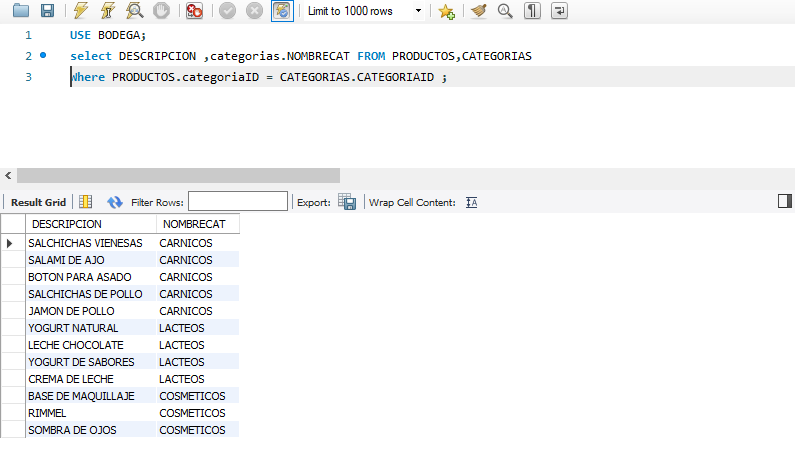 Limit to 1000 rows
1 USE BODEGA;
2 select DESCRIPCION ,categorias.NOMBRECAT FROM PRODUCTOS,CATEGORIAS
3 Where PRODUCTOS.categoriaID = CATEGORIAS.CATEGORIAID ;
Result Grid Filter Rows: Export: Wrap Cell Content: IA
DESCRIPCION NOMBRECAT
SALCHICHAS VIENESAS CARNICOS
SALAMI DE AJO CARNICOS
BOTON PARA ASADO CARNICOS
SALCHICHAS DE POLLO CARNICOS
JAMON DE POLLO CARNICOS
YOGURT NATURAL LACTEOS
LECHE CHOCOLATE LACTEOS
YOGURT DE SABORES LACTEOS
CREMA DE LECHE LACTEOS
BASE DE MAQUILLAJE COSMETICOS
RIMMEL COSMETICOS
SOMBRA DE OJOS COSMETICOS